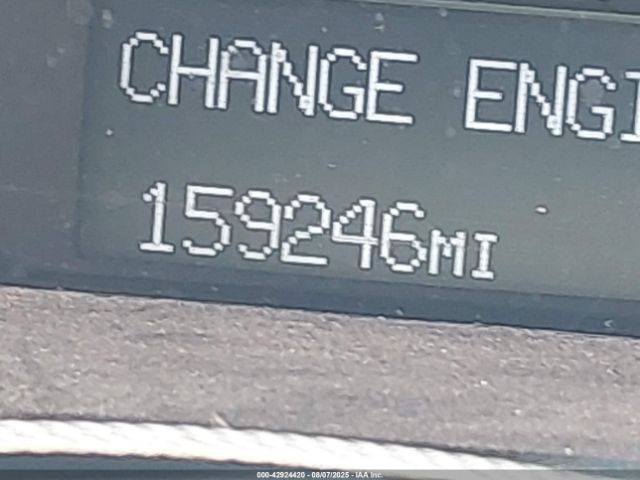 CHANGE ENGI
159246MI
000-42924420 - 08/07/2025 - IAA Inc.